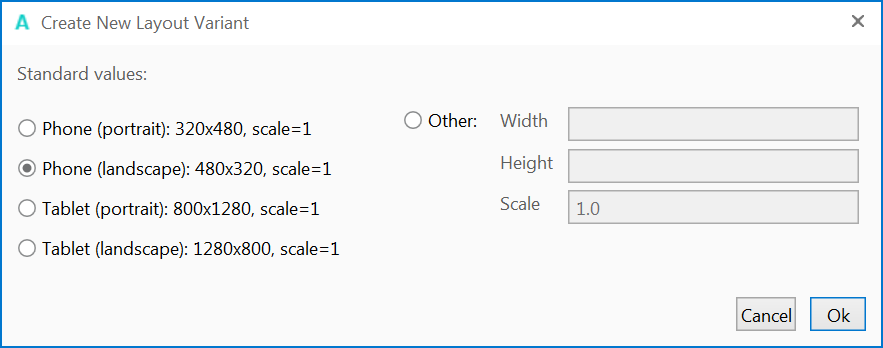 A Create New Layout Variant
Standard values:
Phone (portrait): 320x480, scale=1
Phone (landscape): 480x320, scale=1
Tablet (portrait): 800x1280, scale=1
Tablet (landscape): 1280x800, scale=1
Other:
Width
Height
Scale 1.0
Cancel Ok